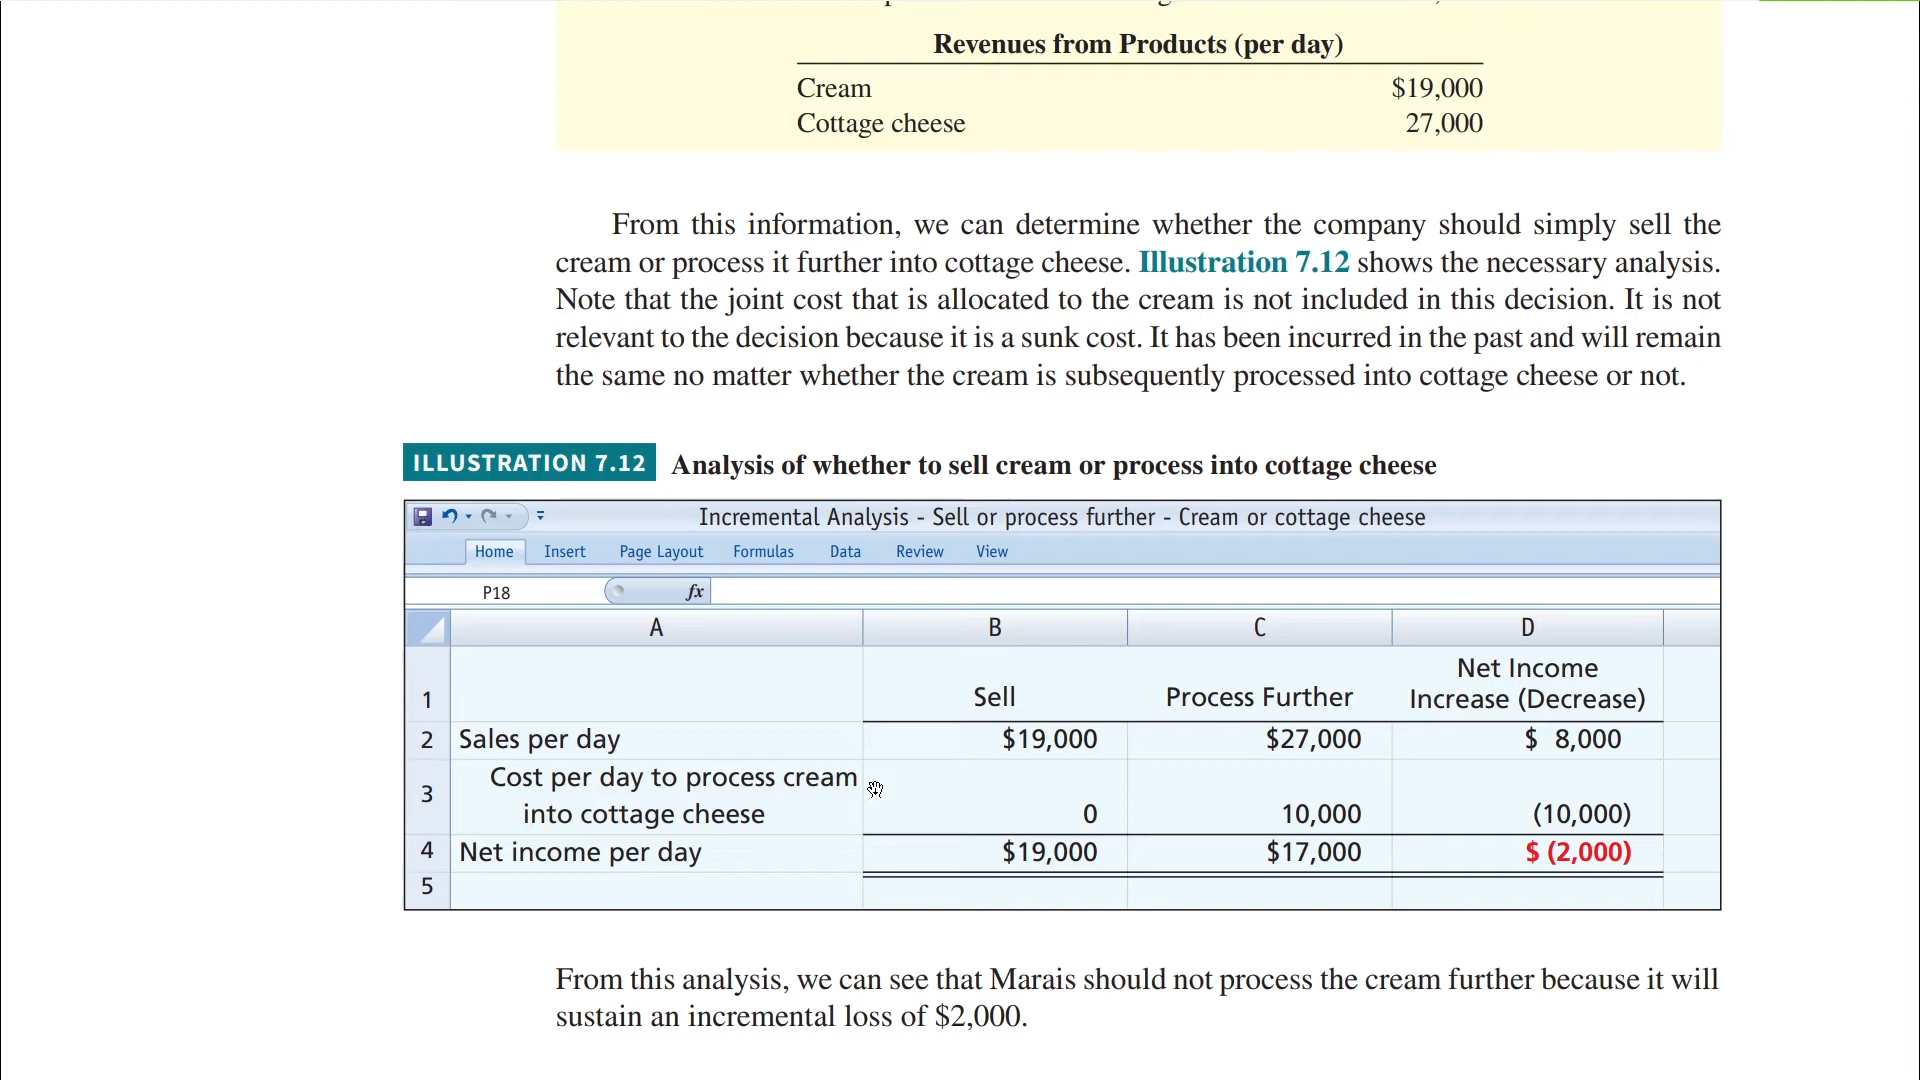 Revenues from Products (per day)
Cream $19,000
Cottage cheese 27,000
From this information, we can determine whether the company should simply sell the
cream or process it further into cottage cheese. Illustration 7.12 shows the necessary analysis.
Note that the joint cost that is allocated to the cream is not included in this decision. It is not
relevant to the decision because it is a sunk cost. It has been incurred in the past and will remain
the same no matter whether the cream is subsequently processed into cottage cheese or not.
ILLUSTRATION 7.12 Analysis of whether to sell cream or process into cottage cheese
Incremental Analysis - Sell or process further - Cream or cottage cheese
Home Insert Page Layout Formulas Data Review View
P18 fx
A B C D
Net Income
1 Sell Process Further Increase (Decrease)
2 Sales per day $19,000 $27,000 $ 8,000
Cost per day to process cream
3 into cottage cheese 0 10,000 (10,000)
4 Net income per day $19,000 $17,000 $ (2,000)
5
From this analysis, we can see that Marais should not process the cream further because it will
sustain an incremental loss of $2,000.